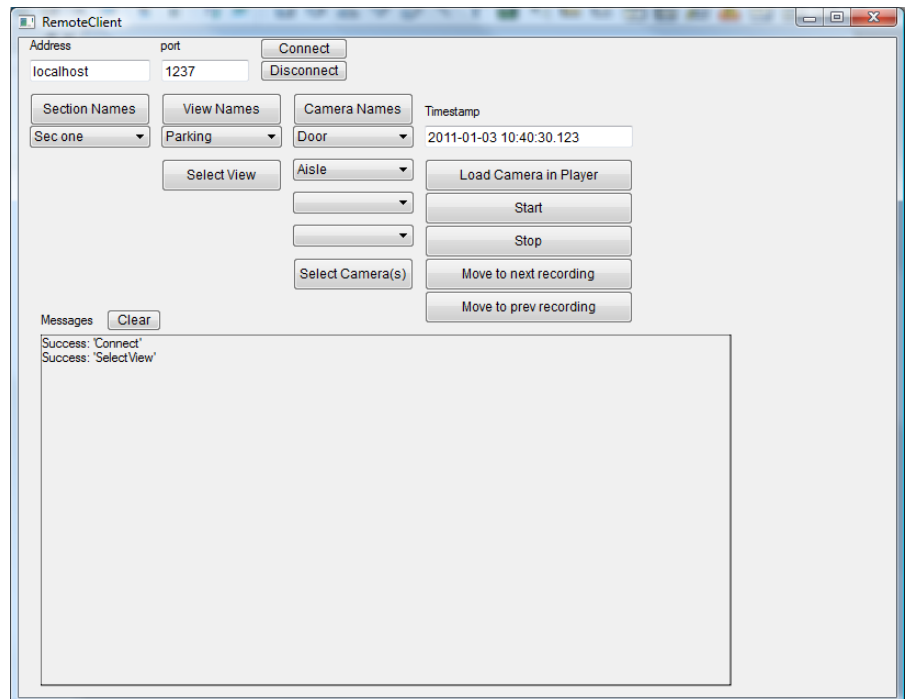 RemoteClient
Address port Connect
localhost 1237 Disconnect
Section Names View Names Camera Names Timestamp
Sec one Parking Door 2011-01-03 10:40:30.123
Select View Aisle Load Camera in Player
Start
Stop
Select Camera(s) Move to next recording
Move to prev recording
Messages Clear
Success: 'Connect'
Success: 'SelectView'